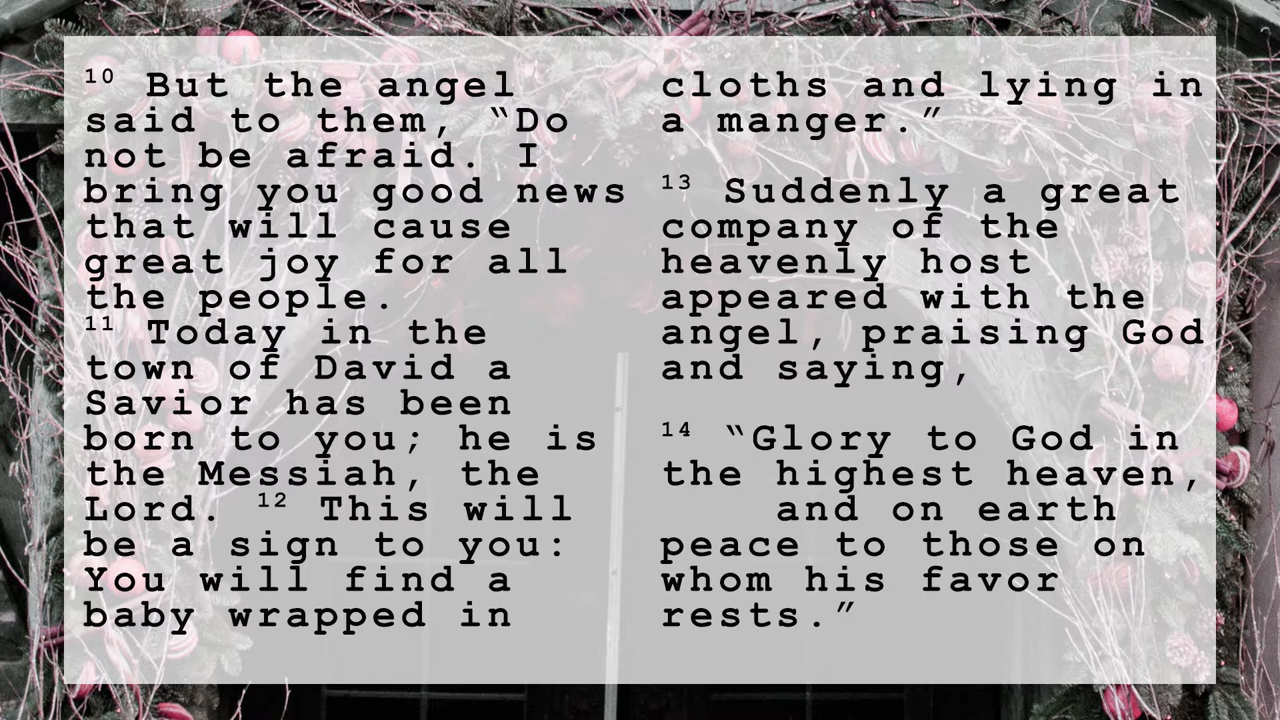 10 But the angel
said to them, “Do
not be afraid. I
bring you good news
that will cause
great joy for all
the people.
11 Today in the
town of David a
Savior has been
born to you; he is
the Messiah, the
Lord. 12 This will
be a sign to you:
You will find a
baby wrapped in
cloths and lying in
a manger.”
13 Suddenly a great
company of the
heavenly host
appeared with the
angel, praising God
and saying,
14 “Glory to God in
the highest heaven,
and on earth
peace to those on
whom his favor
rests.”